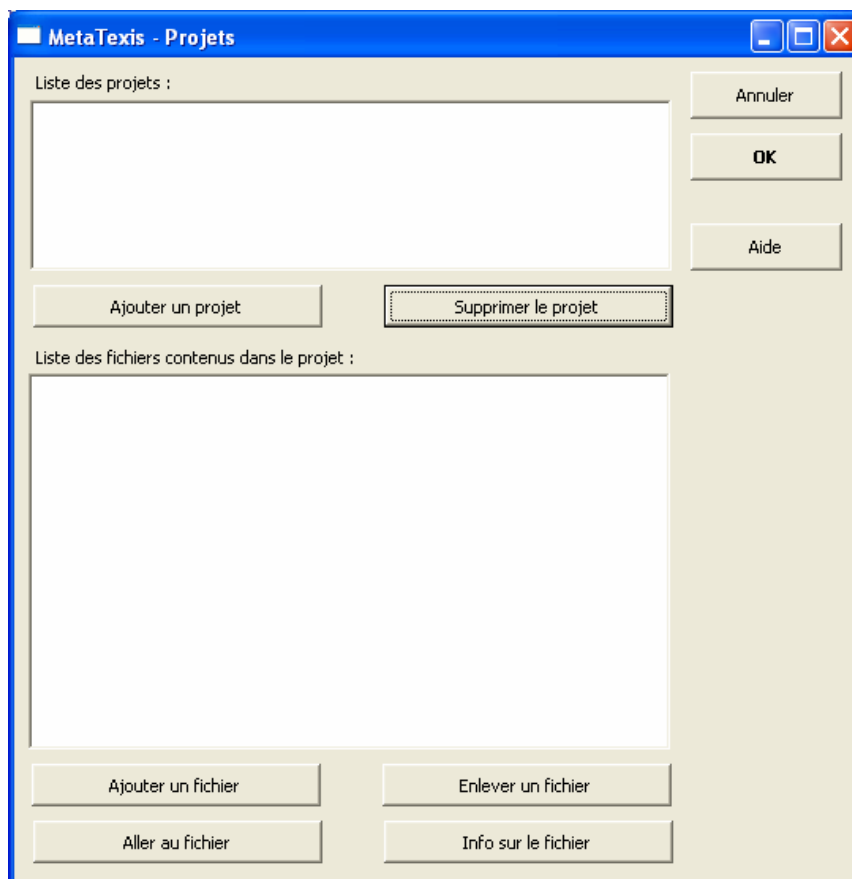 MetaTexis - Projets
Liste des projets :
Annuler
OK
Aide
Ajouter un projet
Supprimer le projet
Liste des fichiers contenus dans le projet :
Ajouter un fichier
Enlever un fichier
Aller au fichier
Info sur le fichier